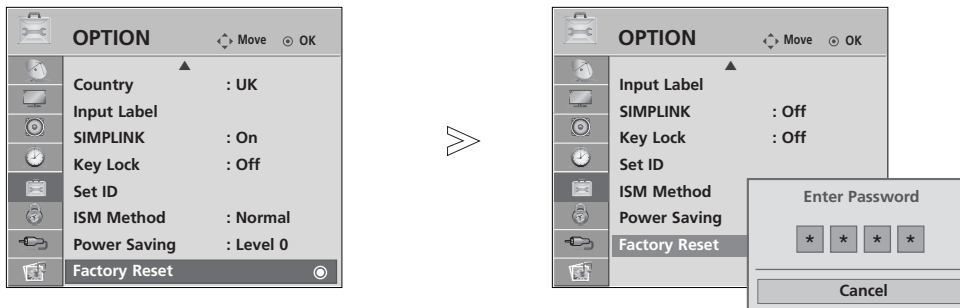 OPTION Move OK
Country : UK
Input Label
SIMPLINK : On
Key Lock : Off
Set ID
ISM Method : Normal
Power Saving : Level 0
Factory Reset
OPTION Move OK
Input Label
SIMPLINK : Off
Key Lock : Off
Set ID
ISM Method
Power Saving
Factory Reset
Enter Password
* * * *
Cancel